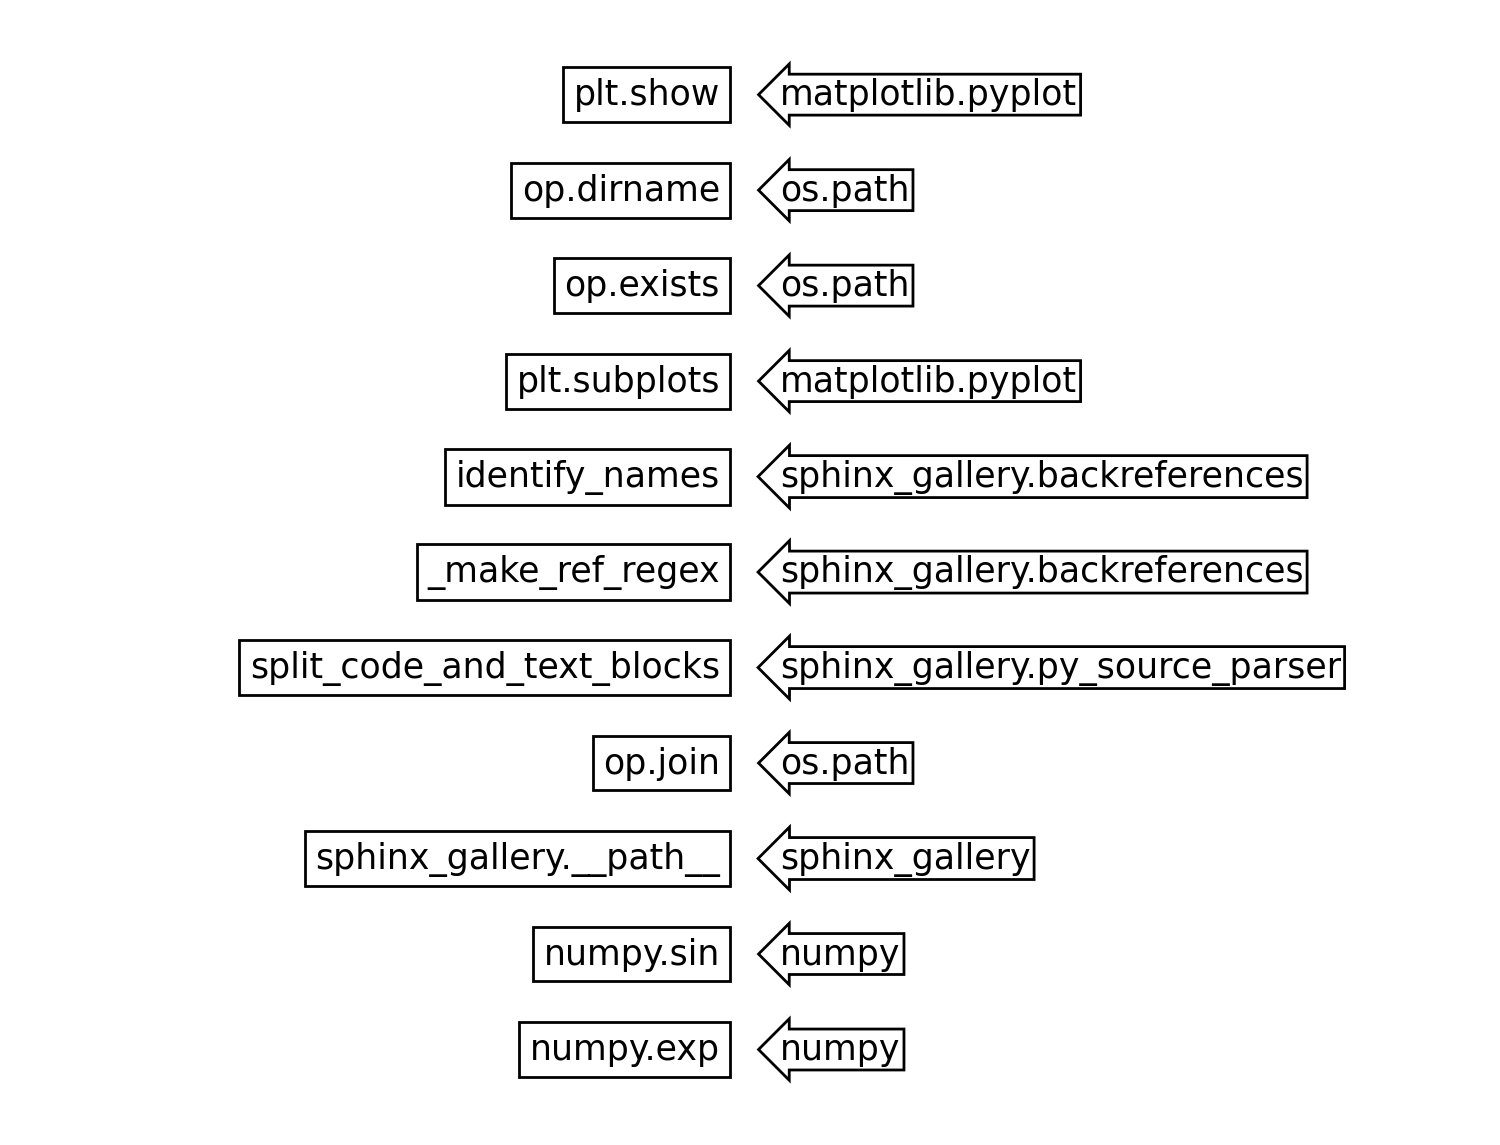 plt.show matplotlib.pyplot
op.dirname os.path
op.exists os.path
plt.subplots matplotlib.pyplot
identify_names sphinx_gallery.backreferences
_make_ref_regex sphinx_gallery.backreferences
split_code_and_text_blocks sphinx_gallery.py_source_parser
op.join os.path
sphinx_gallery.__path__ sphinx_gallery
numpy.sin numpy
numpy.exp numpy